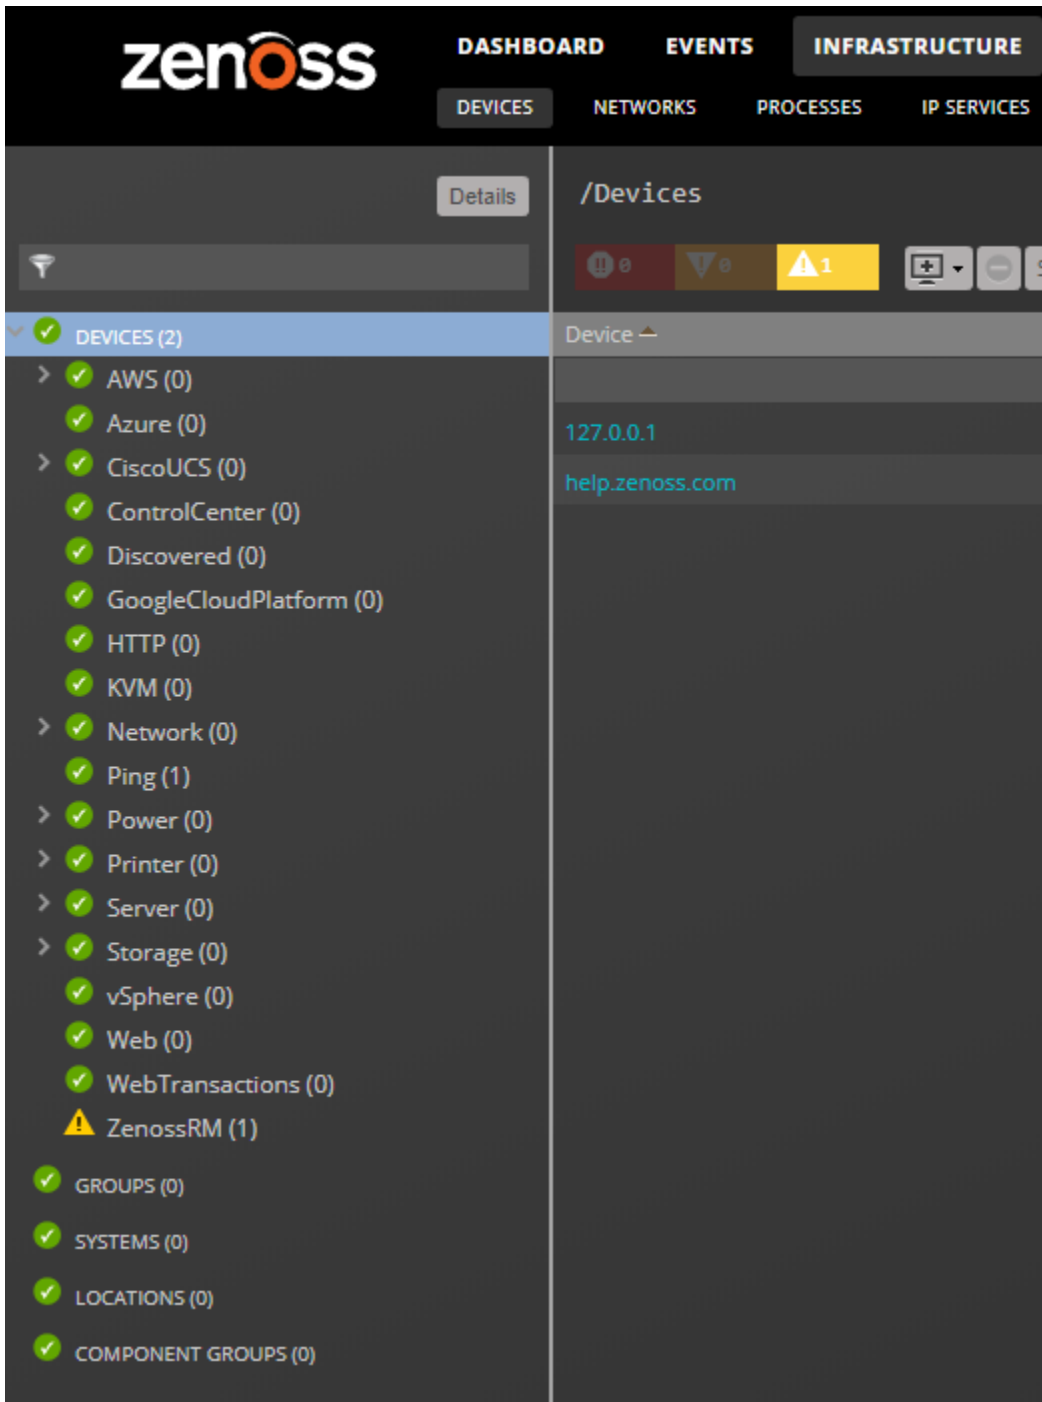 zenoss
DASHBOARD EVENTS INFRASTRUCTURE
DEVICES NETWORKS PROCESSES IP SERVICES
Details
/Devices
0 0 1
DEVICES (2)
Device
AWS (0)
Azure (0)
127.0.0.1
CiscoUCS (0)
help.zenoss.com
ControlCenter (0)
Discovered (0)
GoogleCloudPlatform (0)
HTTP (0)
KVM (0)
Network (0)
Ping (1)
Power (0)
Printer (0)
Server (0)
Storage (0)
vSphere (0)
Web (0)
WebTransactions (0)
ZenossRM (1)
GROUPS (0)
SYSTEMS (0)
LOCATIONS (0)
COMPONENT GROUPS (0)